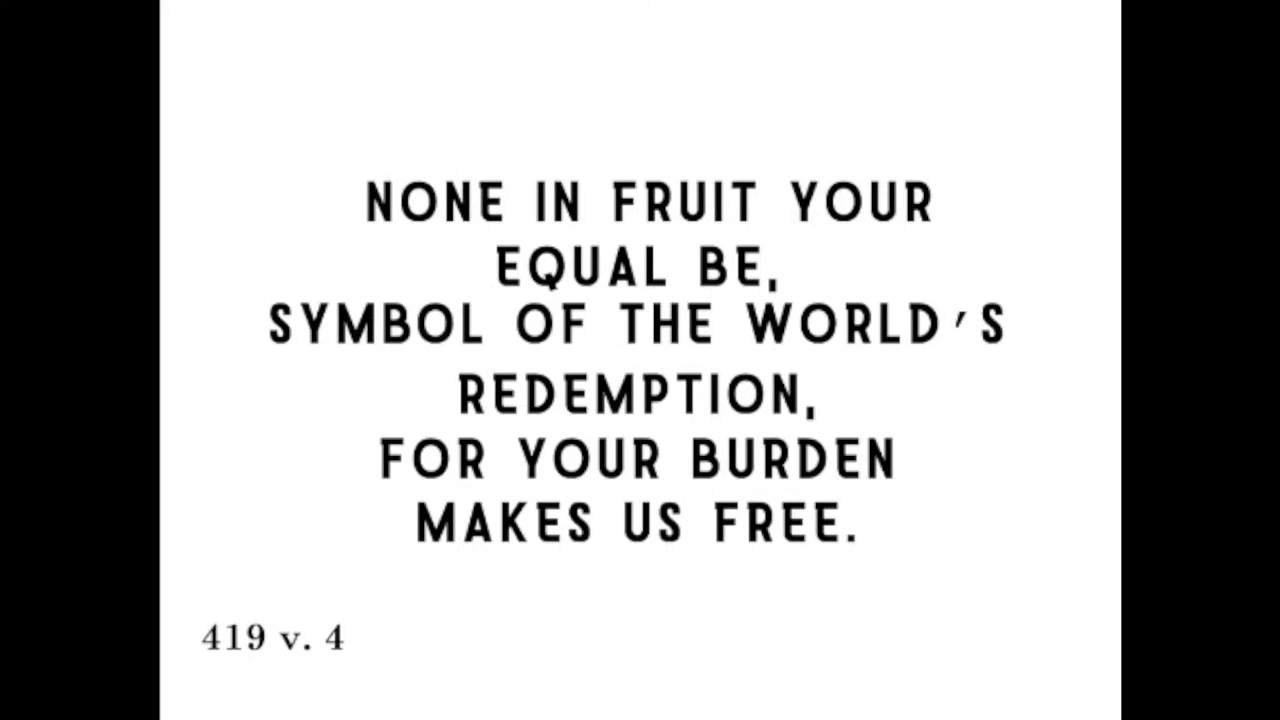 NONE IN FRUIT YOUR
EQUAL BE,
SYMBOL OF THE WORLD'S
REDEMPTION,
FOR YOUR BURDEN
MAKES US FREE.
419 v. 4